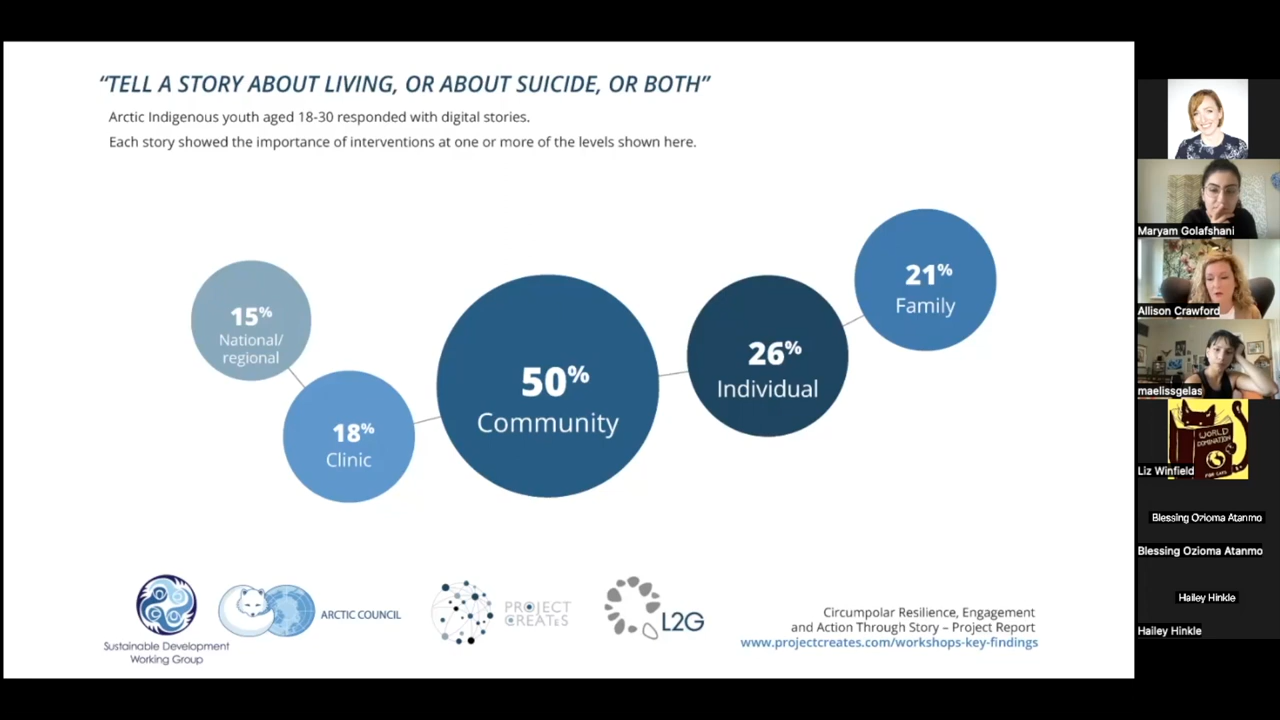 “TELL A STORY ABOUT LIVING, OR ABOUT SUICIDE, OR BOTH”
Arctic Indigenous youth aged 18-30 responded with digital stories.
Each story showed the importance of interventions at one or more of the levels shown here.
15%
National/
regional
18%
Clinic
50%
Community
26%
Individual
21%
Family
Sustainable Development
Working Group
ARCTIC COUNCIL
PROJECT
CREATeS
L2G
Circumpolar Resilience, Engagement
and Action Through Story – Project Report
www.projectcreates.com/workshops-key-findings
Maryam Golafshani
Allison Crawford
maelissgelas
WORLD
DOMINATION
FOR CATS
Liz Winfield
Blessing Ozioma Atanmo
Blessing Ozioma Atanmo
Hailey Hinkle
Hailey Hinkle